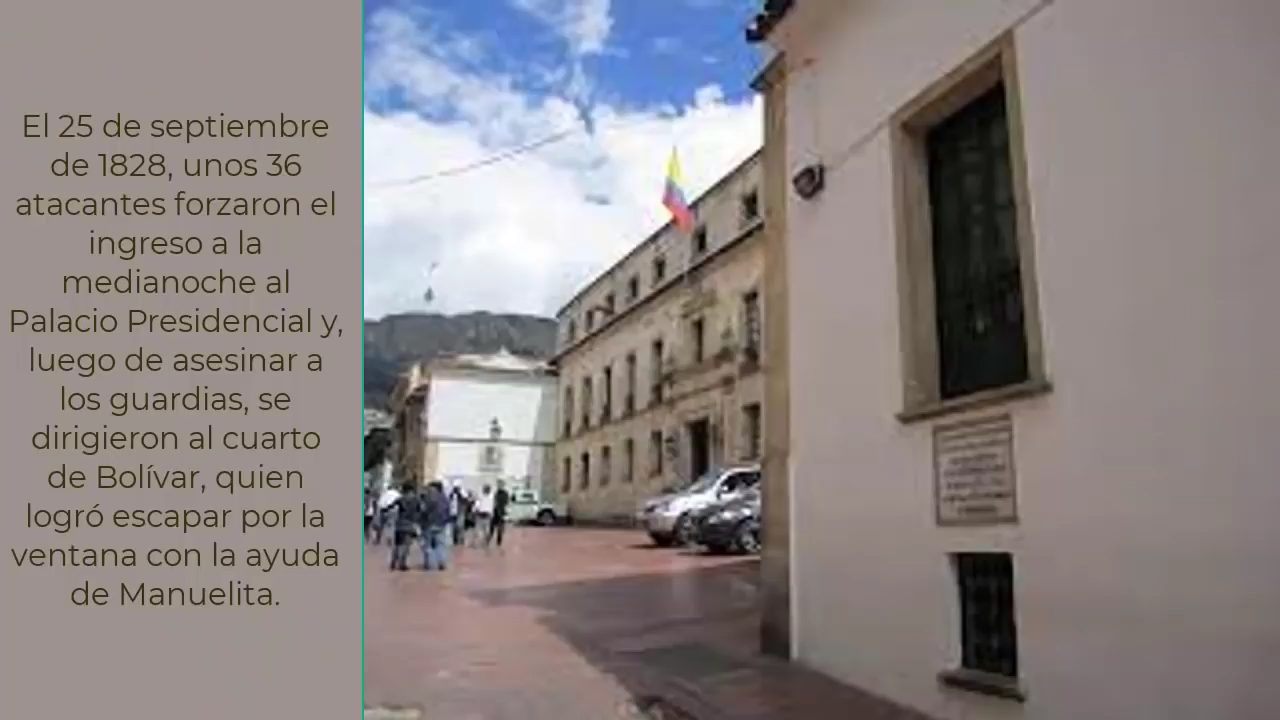 El 25 de septiembre
de 1828, unos 36
atacantes forzaron el
ingreso a la
medianoche al
Palacio Presidencial y,
luego de asesinar a
los guardias, se
dirigieron al cuarto
de Bolívar, quien
logró escapar por la
ventana con la ayuda
de Manuelita.